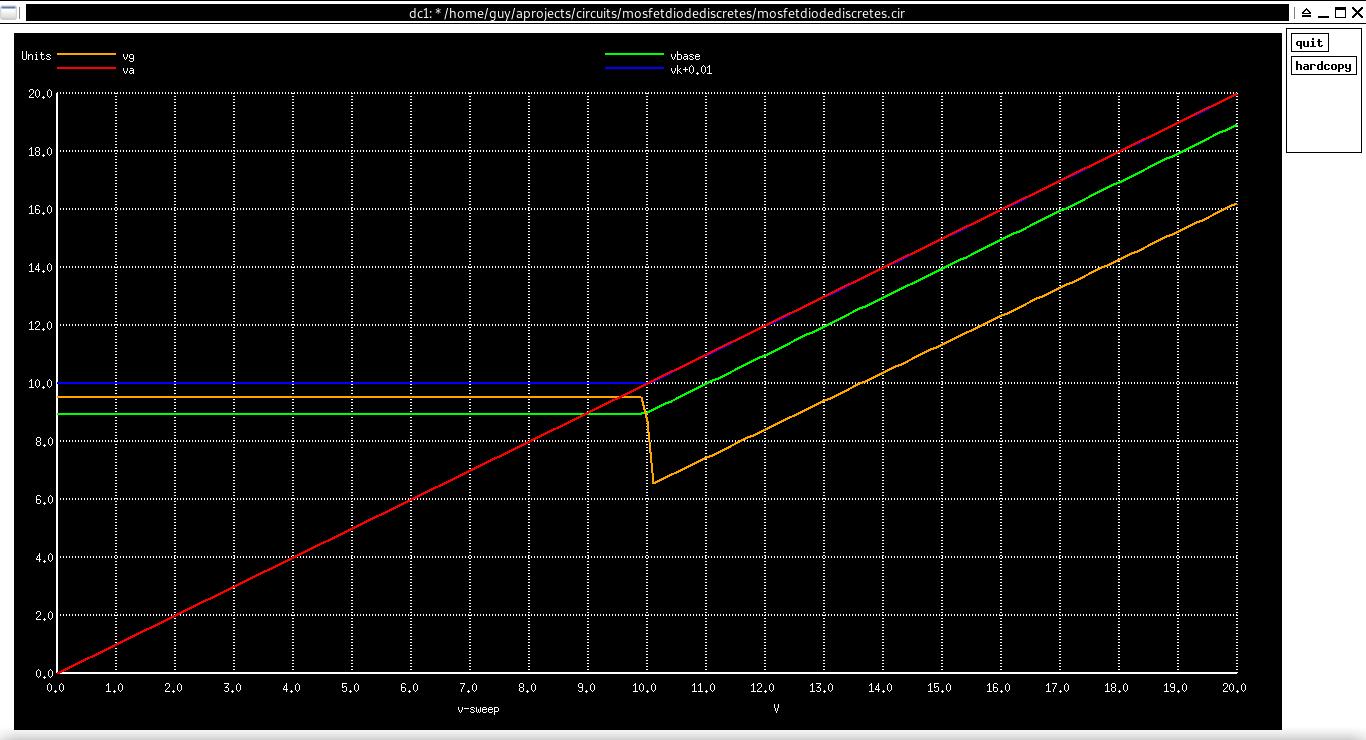 dc1: * /home/guy/aprojects/circuits/mosfetdiodediscretes/mosfetdiodediscretes.cir
quit
hardcopy
Units vg vbase
va vk+0.01
20.0
18.0
16.0
14.0
12.0
10.0
8.0
6.0
4.0
2.0
0.0
0.0 1.0 2.0 3.0 4.0 5.0 6.0 7.0 8.0 9.0 10.0 11.0 12.0 13.0 14.0 15.0 16.0 17.0 18.0 19.0 20.0
v-sweep V